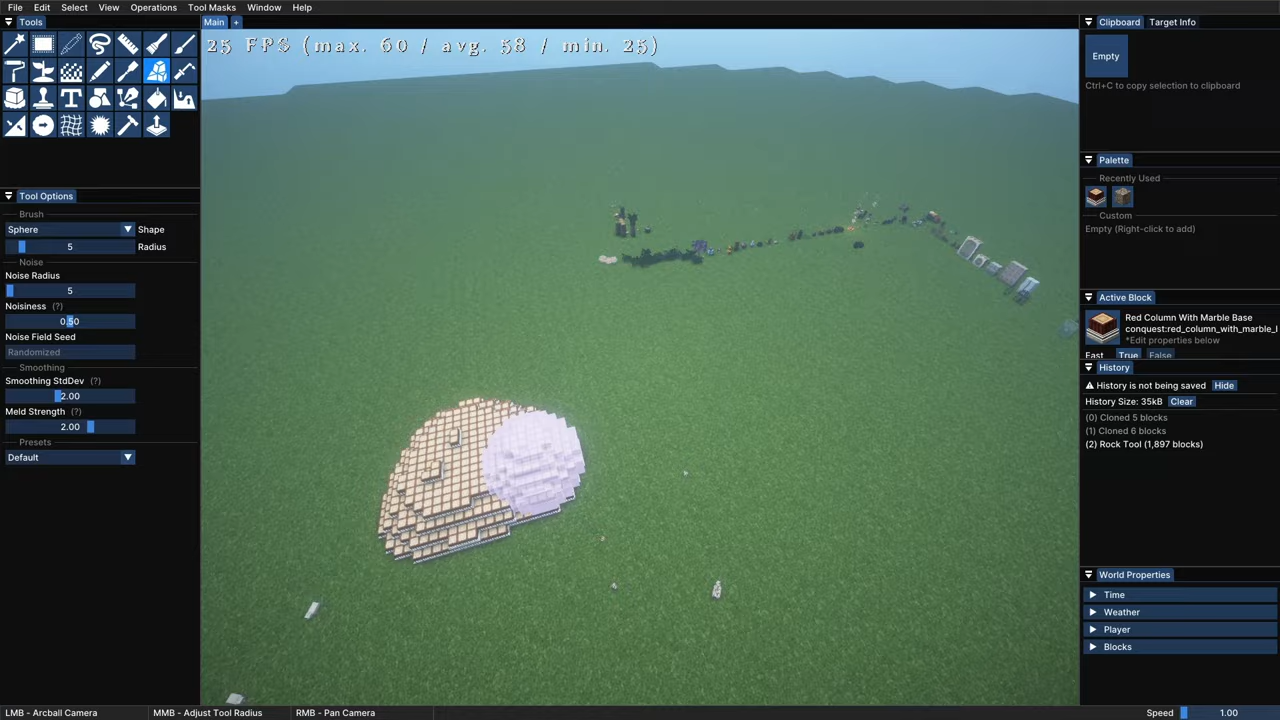 File Edit Select View Operations Tool Masks Window Help
Tools
Main +
Clipboard Target Info
25 FPS (max. 60 / avg. 58 / min. 25)
Empty
Ctrl+C to copy selection to clipboard
Palette
Recently Used
Custom
Empty (Right-click to add)
Tool Options
Brush
Sphere Shape
5 Radius
Noise
Noise Radius
5
Noisiness (?)
0.50
Noise Field Seed
Randomized
Smoothing
Smoothing StdDev (?)
2.00
Meld Strength (?)
2.00
Presets
Default
Active Block
Red Column With Marble Base
conquest:red_column_with_marble_
*Edit properties below
East True False
History
History is not being saved Hide
History Size: 35kB Clear
(0) Cloned 5 blocks
(1) Cloned 6 blocks
(2) Rock Tool (1,897 blocks)
World Properties
Time
Weather
Player
Blocks
LMB - Arcball Camera MMB - Adjust Tool Radius RMB - Pan Camera Speed 1.00